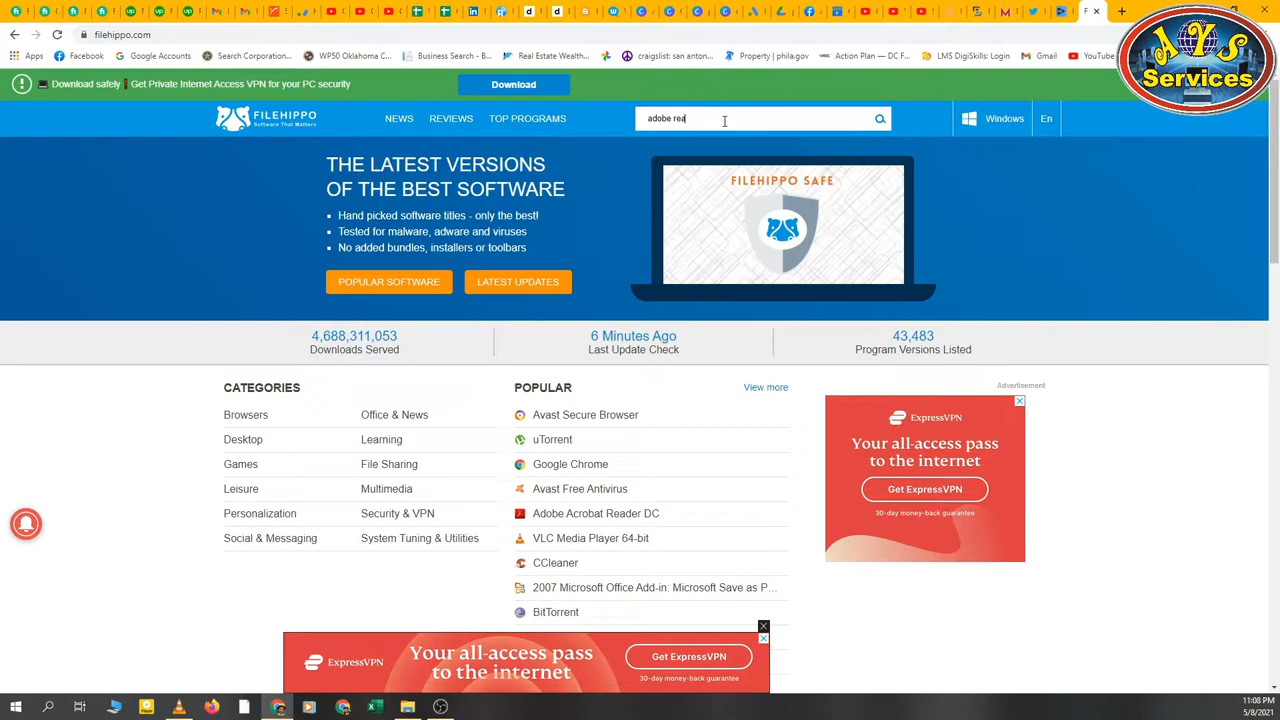 filehippo.com
Apps
Facebook
Google Accounts
Search Corporation...
WP50 Oklahoma C...
Business Search - B...
Real Estate Wealth...
craigslist: san anton...
Property | phila.gov
Action Plan — DC F...
LMS DigiSkills | Login
Gmail
YouTube
AYS
Services
Download safely Get Private Internet Access VPN for your PC security
Download
FILEHIPPO
Software That Matters
NEWS
REVIEWS
TOP PROGRAMS
adobe rea
Windows
En
THE LATEST VERSIONS
OF THE BEST SOFTWARE
• Hand picked software titles - only the best!
• Tested for malware, adware and viruses
• No added bundles, installers or toolbars
POPULAR SOFTWARE
LATEST UPDATES
FILEHIPPO SAFE
4,688,311,053
Downloads Served
6 Minutes Ago
Last Update Check
43,483
Program Versions Listed
CATEGORIES
Browsers
Office & News
Desktop
Learning
Games
File Sharing
Leisure
Multimedia
Personalization
Security & VPN
Social & Messaging
System Tuning & Utilities
POPULAR
View more
Avast Secure Browser
uTorrent
Google Chrome
Avast Free Antivirus
Adobe Acrobat Reader DC
VLC Media Player 64-bit
CCleaner
2007 Microsoft Office Add-in: Microsoft Save as P...
BitTorrent
Advertisement
ExpressVPN
Your all-access pass
to the internet
Get ExpressVPN
30-day money-back guarantee
ExpressVPN
Your all-access pass
to the internet
Get ExpressVPN
30-day money-back guarantee
11:08 PM
5/8/2021